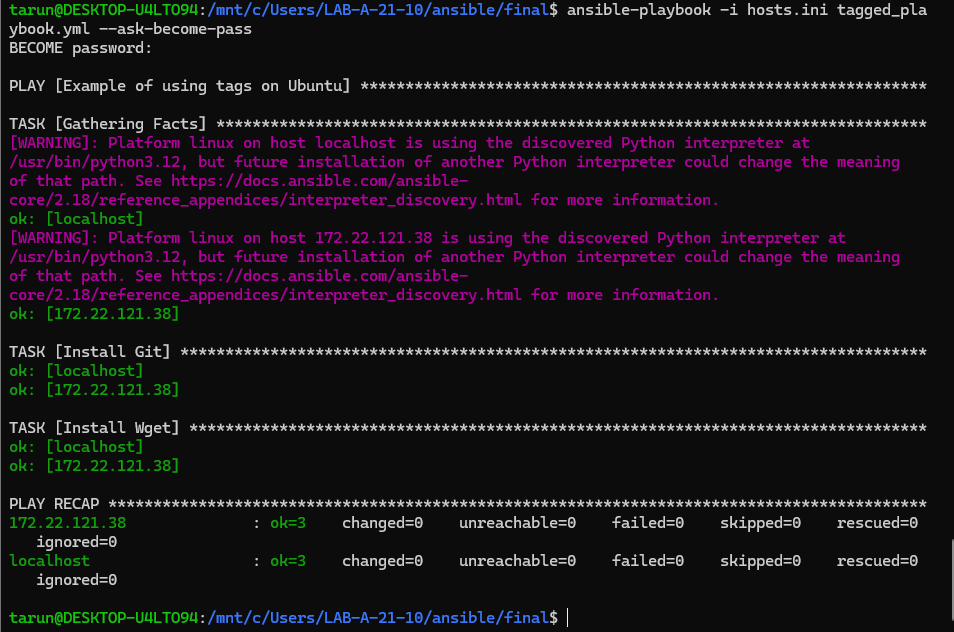 tarun@DESKTOP-U4LTO94:/mnt/c/Users/LAB-A-21-10/ansible/final$ ansible-playbook -i hosts.ini tagged_pla
ybook.yml --ask-become-pass
BECOME password:
PLAY [Example of using tags on Ubuntu] ***************************************************************
TASK [Gathering Facts] *******************************************************************************
[WARNING]: Platform linux on host localhost is using the discovered Python interpreter at
/usr/bin/python3.12, but future installation of another Python interpreter could change the meaning
of that path. See https://docs.ansible.com/ansible-
core/2.18/reference_appendices/interpreter_discovery.html for more information.
ok: [localhost]
[WARNING]: Platform linux on host 172.22.121.38 is using the discovered Python interpreter at
/usr/bin/python3.12, but future installation of another Python interpreter could change the meaning
of that path. See https://docs.ansible.com/ansible-
core/2.18/reference_appendices/interpreter_discovery.html for more information.
ok: [172.22.121.38]
TASK [Install Git] ***********************************************************************************
ok: [localhost]
ok: [172.22.121.38]
TASK [Install Wget] **********************************************************************************
ok: [localhost]
ok: [172.22.121.38]
PLAY RECAP *******************************************************************************************
172.22.121.38              : ok=3    changed=0    unreachable=0    failed=0    skipped=0    rescued=0
   ignored=0
localhost                  : ok=3    changed=0    unreachable=0    failed=0    skipped=0    rescued=0
   ignored=0
tarun@DESKTOP-U4LTO94:/mnt/c/Users/LAB-A-21-10/ansible/final$